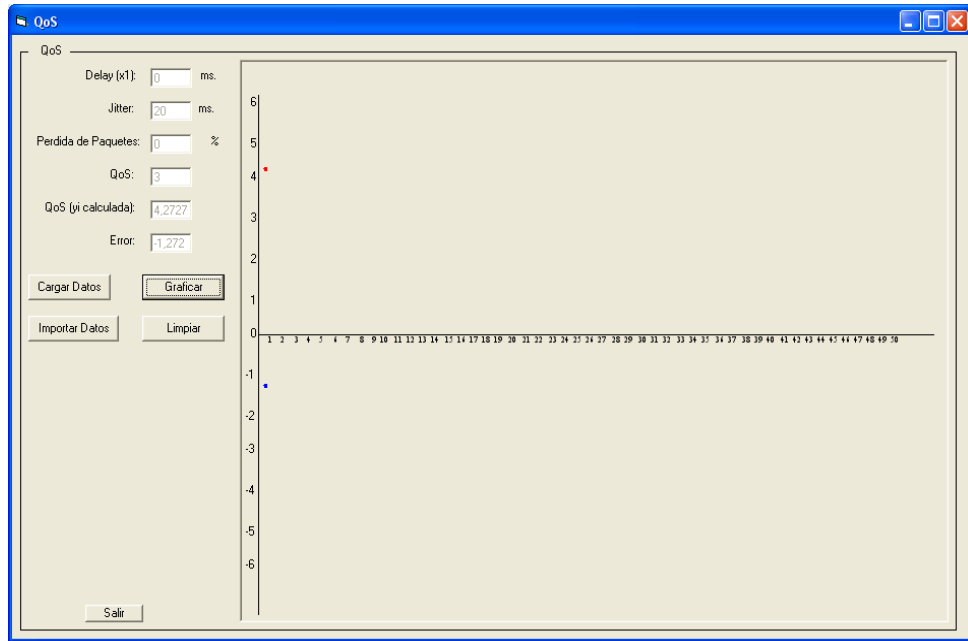 QoS
QoS
Delay (x1): 0 ms.
Jitter: 20 ms.
Perdida de Paquetes: 0 %
QoS: 3
QoS (yi calculada): 4,2727
Error: -1,272
Cargar Datos Graficar
Importar Datos Limpiar
Salir
6
5
4
3
2
1
0
1 2 3 4 5 6 7 8 9 10 11 12 13 14 15 16 17 18 19 20 21 22 23 24 25 26 27 28 29 30 31 32 33 34 35 36 37 38 39 40 41 42 43 44 45 46 47 48 49 50
-1
-2
-3
-4
-5
-6